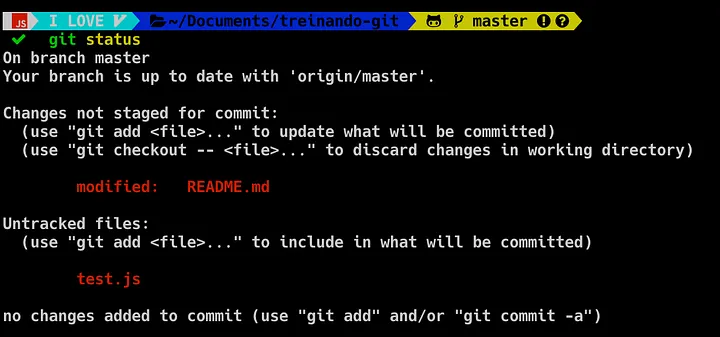 JS I LOVE ~/Documents/treinando-git master
git status
On branch master
Your branch is up to date with 'origin/master'.
Changes not staged for commit:
(use "git add <file>..." to update what will be committed)
(use "git checkout -- <file>..." to discard changes in working directory)
modified: README.md
Untracked files:
(use "git add <file>..." to include in what will be committed)
test.js
no changes added to commit (use "git add" and/or "git commit -a")